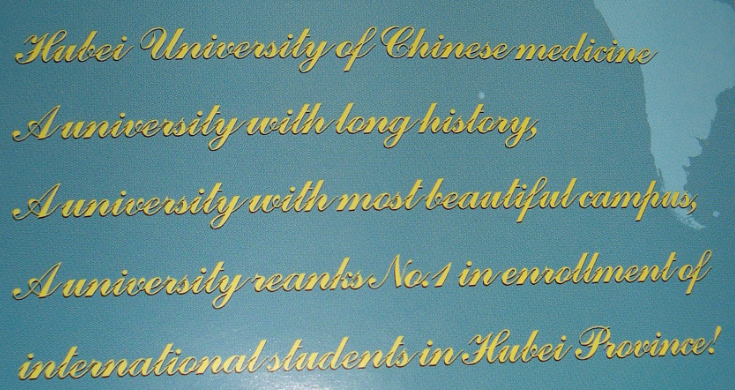 Hubei University of Chinese medicine
A university with long history,
A university with most beautiful campus,
A university reanks No.1 in enrollment of
international students in Hubei Province!